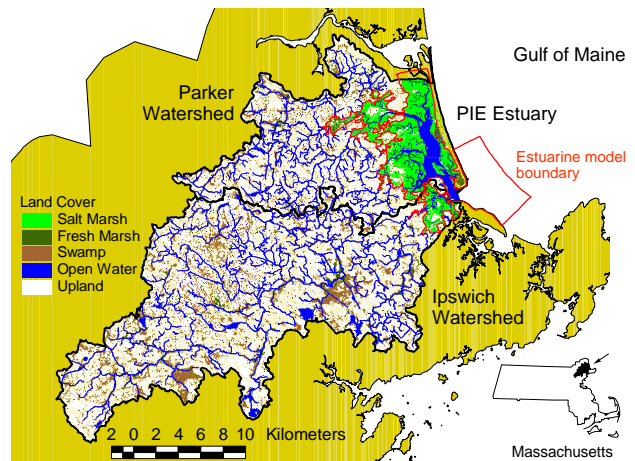 Gulf of Maine
Parker
Watershed
PIE Estuary
Estuarine model
boundary
Land Cover
Salt Marsh
Fresh Marsh
Swamp
Open Water
Upland
Ipswich
Watershed
2 0 2 4 6 8 10 Kilometers
Massachusetts